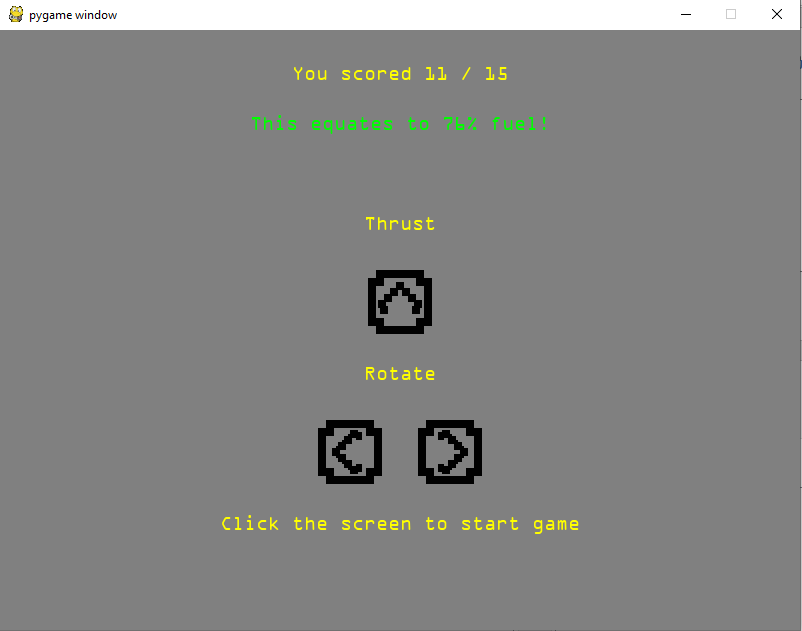 pygame window
You scored 11 / 15
This equates to 76% fuel!
Thrust
Rotate
Click the screen to start game